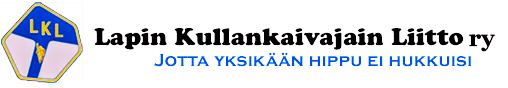 LKL
Lapin Kullankaivajain Liitto ry
JOTTA YKSIKÄÄN HIPPU EI HUKKUISI